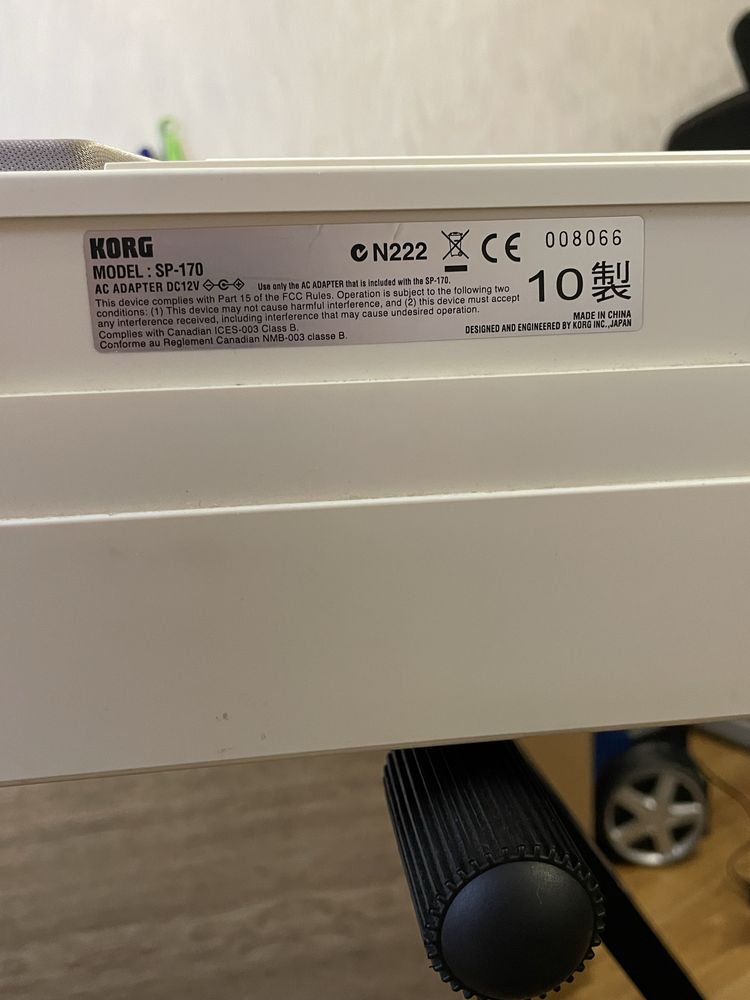 KORG
MODEL : SP-170
AC ADAPTER DC12V Use only the AC ADAPTER that is included with the SP-170.
This device complies with Part 15 of the FCC Rules. Operation is subject to the following two
conditions: (1) This device may not cause harmful interference, and (2) this device must accept
any interference received, including interference that may cause undesired operation.
Complies with Canadian ICES-003 Class B.
Conforme au Reglement Canadian NMB-003 classe B.
N222
CE
008066
10製
MADE IN CHINA
DESIGNED AND ENGINEERED BY KORG INC.,JAPAN